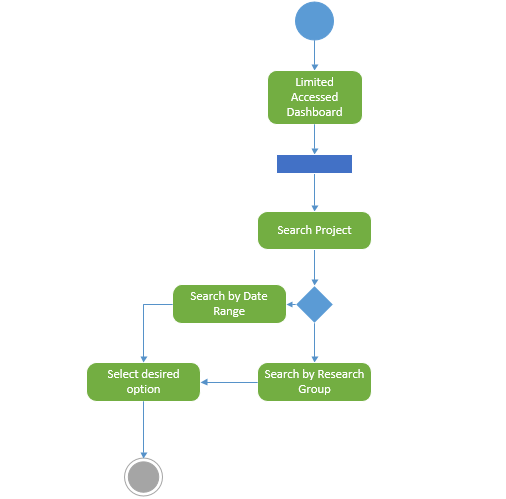 Limited
Accessed
Dashboard
Search Project
Search by Date
Range
Select desired
option
Search by Research
Group